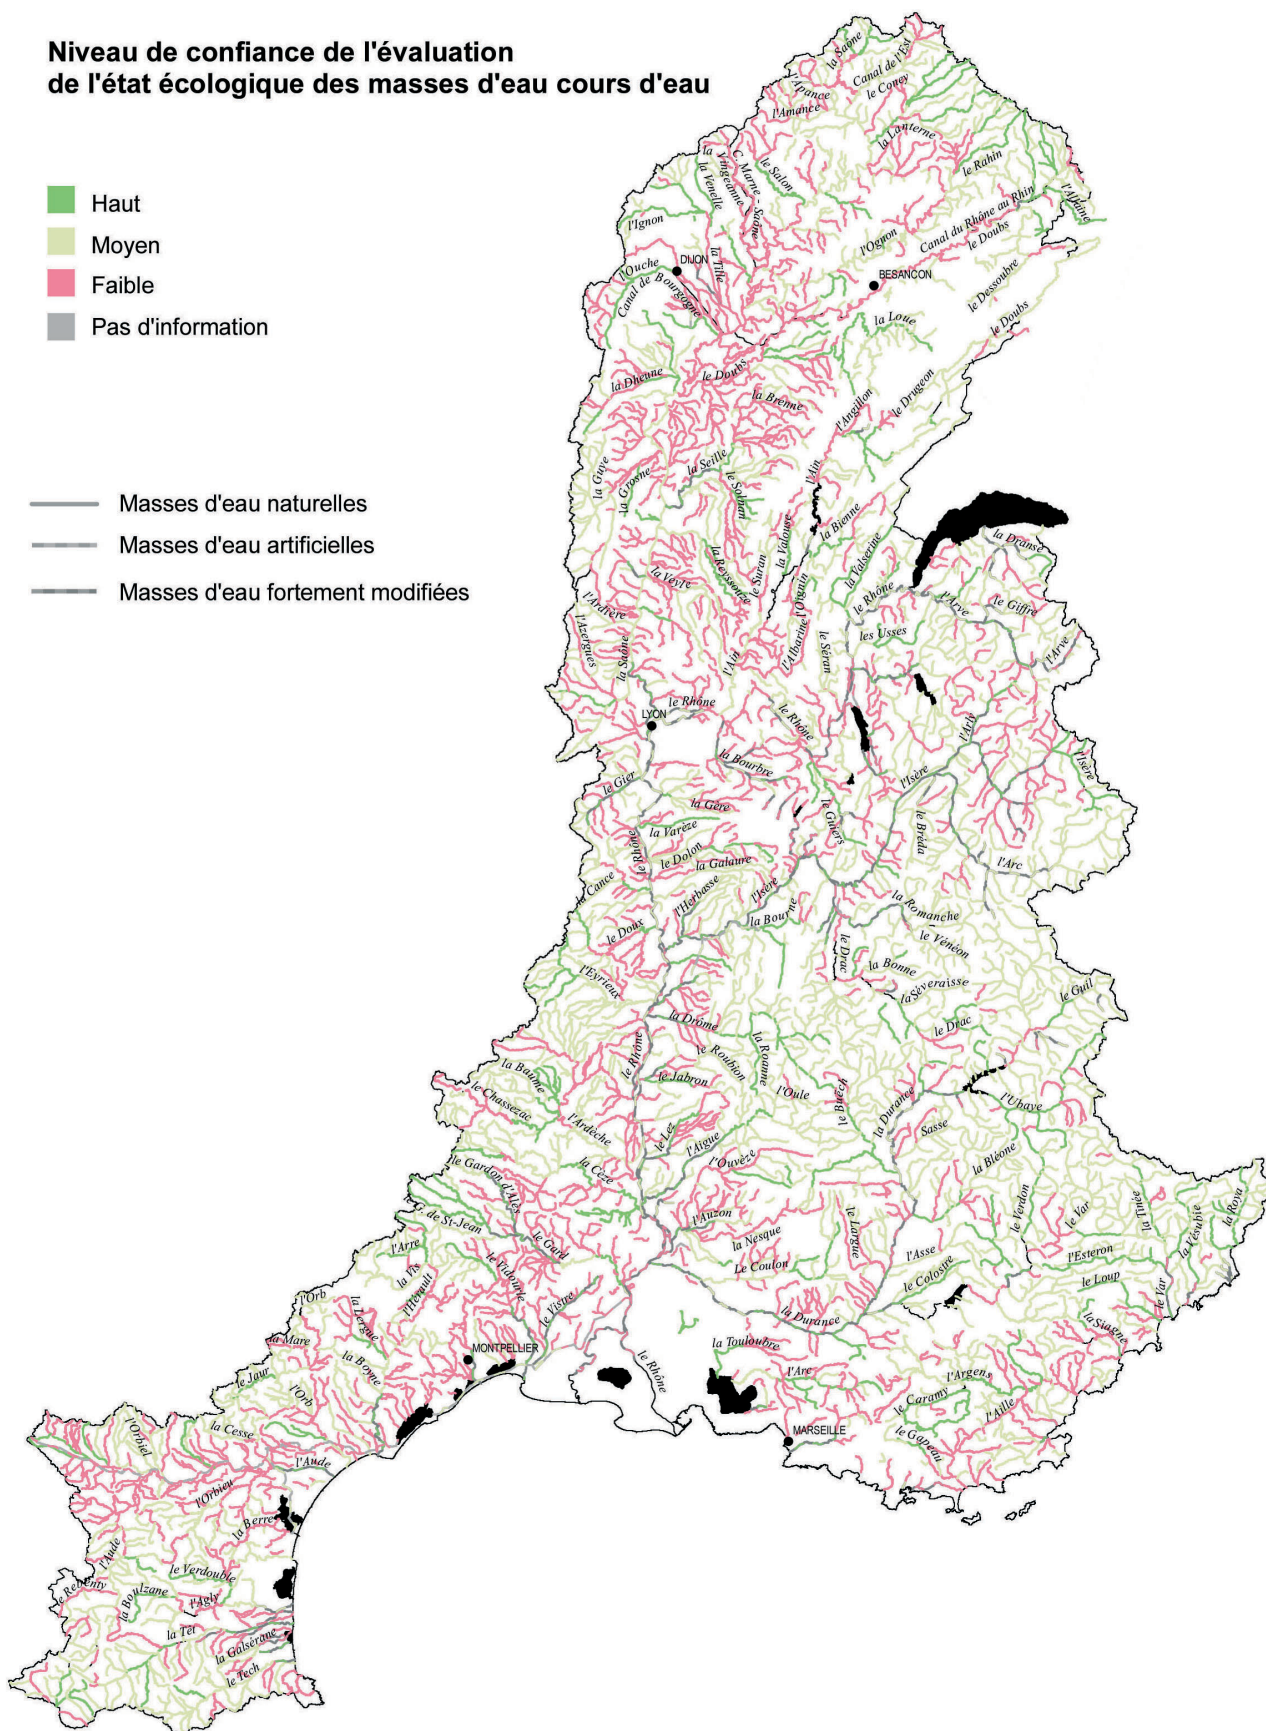 Niveau de confiance de l'évaluation
de l'état écologique des masses d'eau cours d'eau
Haut
Moyen
Faible
Pas d'information
Masses d'eau naturelles
Masses d'eau artificielles
Masses d'eau fortement modifiées
la Saône
Canal de l'Est
l'Apance
le Coney
l'Amance
la Lanterne
la Vingeanne
C. Marne - Saône
le Salon
la Venelle
le Rahin
l'Allaine
l'Ignon
Canal du Rhône au Rhin
l'Ognon
le Doubs
la Tille
DIJON
l'Ouche
BESANCON
Canal de Bourgogne
le Dessoubre
le Doubs
la Loue
la Dheune
le Doubs
la Brenne
le Drugeon
l'Angillon
la Guye
la Grosne
la Seille
le Solnan
l'Ain
la Bienne
la Valouse
la Dranse
la Reyssouze
le Suran
la Valserine
la Veyle
l'Oignin
le Rhône
l'Arve
le Giffre
l'Ardière
l'Azergues
l'Albarine
le Séran
les Usses
l'Arve
la Saône
l'Ain
le Rhône
LYON
le Rhône
l'Arly
la Bourbre
l'Isère
l'Isère
le Gier
la Gère
le Guiers
le Bréda
la Varèze
le Rhône
le Dolon
la Galaure
l'Arc
la Cance
l'Herbasse
l'Isère
la Bourne
la Romanche
le Doux
le Vénéon
le Drac
la Bonne
l'Eyrieux
la Séveraisse
le Guil
la Drôme
le Drac
le Rhône
la Roanne
le Roubion
la Baume
le Jabron
l'Oule
le Buëch
la Durance
le Chassezac
l'Ubaye
l'Ardèche
le Lez
Sasse
l'Aigue
l'Ouvèze
la Bléone
le Gardon d'Alès
la Cèze
le Verdon
le Var
la Tinée
la Vésubie
la Roya
G. de St-Jean
l'Auzon
le Largue
la Nesque
l'Arre
le Gard
l'Asse
l'Esteron
la Vis
le Vidourle
Le Coulon
le Colostre
le Loup
l'Hérault
l'Orb
le Vistre
le Var
la Lergue
la Durance
la Siagne
la Mare
MONTPELLIER
la Touloubre
le Rhône
la Boyne
le Jaur
l'Arc
l'Argens
l'Orb
le Caramy
l'Aille
la Cesse
l'Orbiel
MARSEILLE
le Gapeau
l'Aude
l'Orbieu
la Berre
l'Aude
le Verdouble
le Rebenty
la Boulzane
l'Agly
la Têt
la Galsérane
le Tech